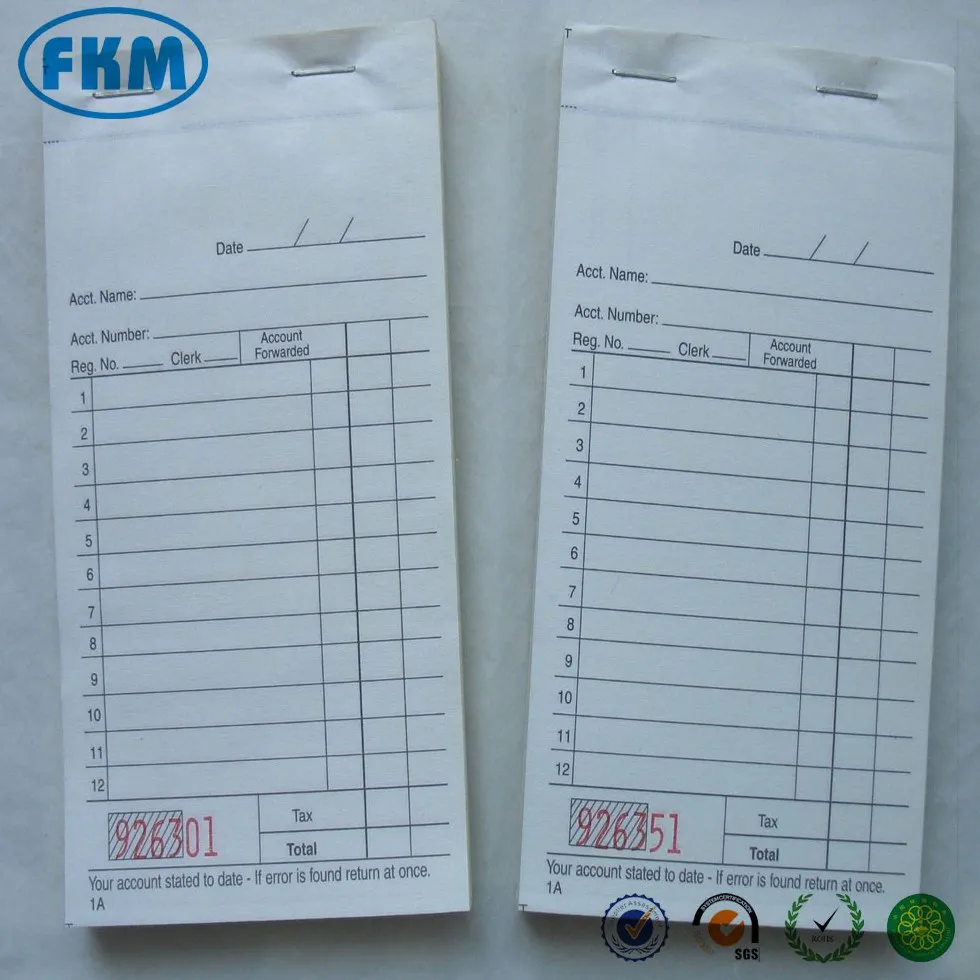 FKM
T
Date / /
Acct. Name:
Acct. Number:
Reg. No. Clerk
Account
Forwarded
1
2
3
4
5
6
7
8
9
10
11
12
926301
Tax
Total
Your account stated to date - If error is found return at once.
1A
T
Date / /
Acct. Name:
Acct. Number:
Reg. No. Clerk
Account
Forwarded
1
2
3
4
5
6
7
8
9
10
11
12
926351
Tax
Total
Your account stated to date - If error is found return at once.
1A
T
SYSTEM CERTIFICATION
SGS
RoHS